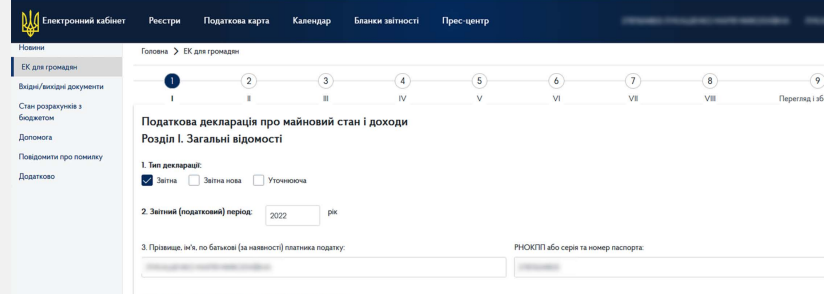 Електронний кабінет
Реєстри
Податкова карта
Календар
Бланки звітності
Прес-центр
Новини
ЕК для громадян
Вхідні/вихідні документи
Стан розрахунків з
бюджетом
Допомога
Повідомити про помилку
Додатково
Головна ❯ ЕК для громадян
1 2 3 4 5 6 7 8 9
I II III IV V VI VII VIII Перегляд і зб
Податкова декларація про майновий стан і доходи
Розділ I. Загальні відомості
1. Тип декларації:
Звітна Звітна нова Уточнююча
2. Звітний (податковий) період: 2022 рік
3. Прізвище, ім'я, по батькові (за наявності) платника податку:
РНОКПП або серія та номер паспорта: